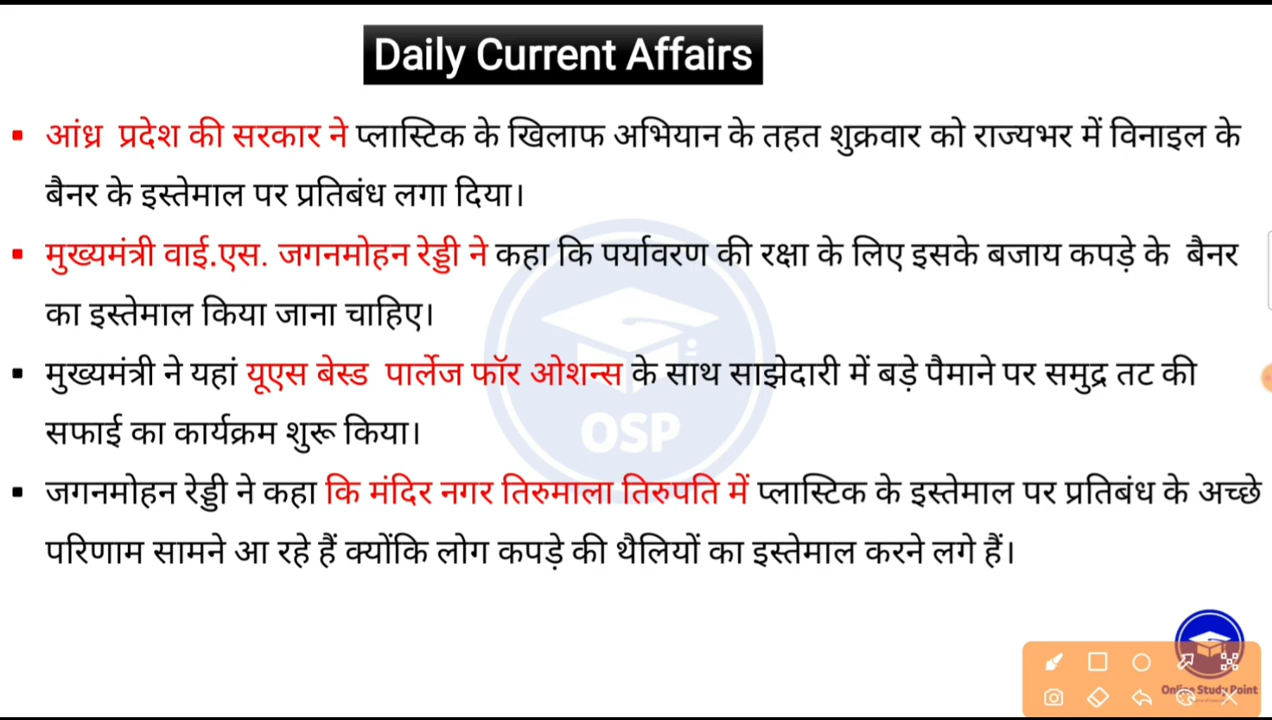 Daily Current Affairs
आंध्र प्रदेश की सरकार ने प्लास्टिक के खिलाफ अभियान के तहत शुक्रवार को राज्यभर में विनाइल के
बैनर के इस्तेमाल पर प्रतिबंध लगा दिया।
मुख्यमंत्री वाई.एस. जगनमोहन रेड्डी ने कहा कि पर्यावरण की रक्षा के लिए इसके बजाय कपड़े के बैनर
का इस्तेमाल किया जाना चाहिए।
मुख्यमंत्री ने यहां यूएस बेस्ड पार्लेज फॉर ओशन्स के साथ साझेदारी में बड़े पैमाने पर समुद्र तट की
सफाई का कार्यक्रम शुरू किया।
OSP
जगनमोहन रेड्डी ने कहा कि मंदिर नगर तिरुमाला तिरुपति में प्लास्टिक के इस्तेमाल पर प्रतिबंध के अच्छे
परिणाम सामने आ रहे हैं क्योंकि लोग कपड़े की थैलियों का इस्तेमाल करने लगे हैं।
Online Study Point